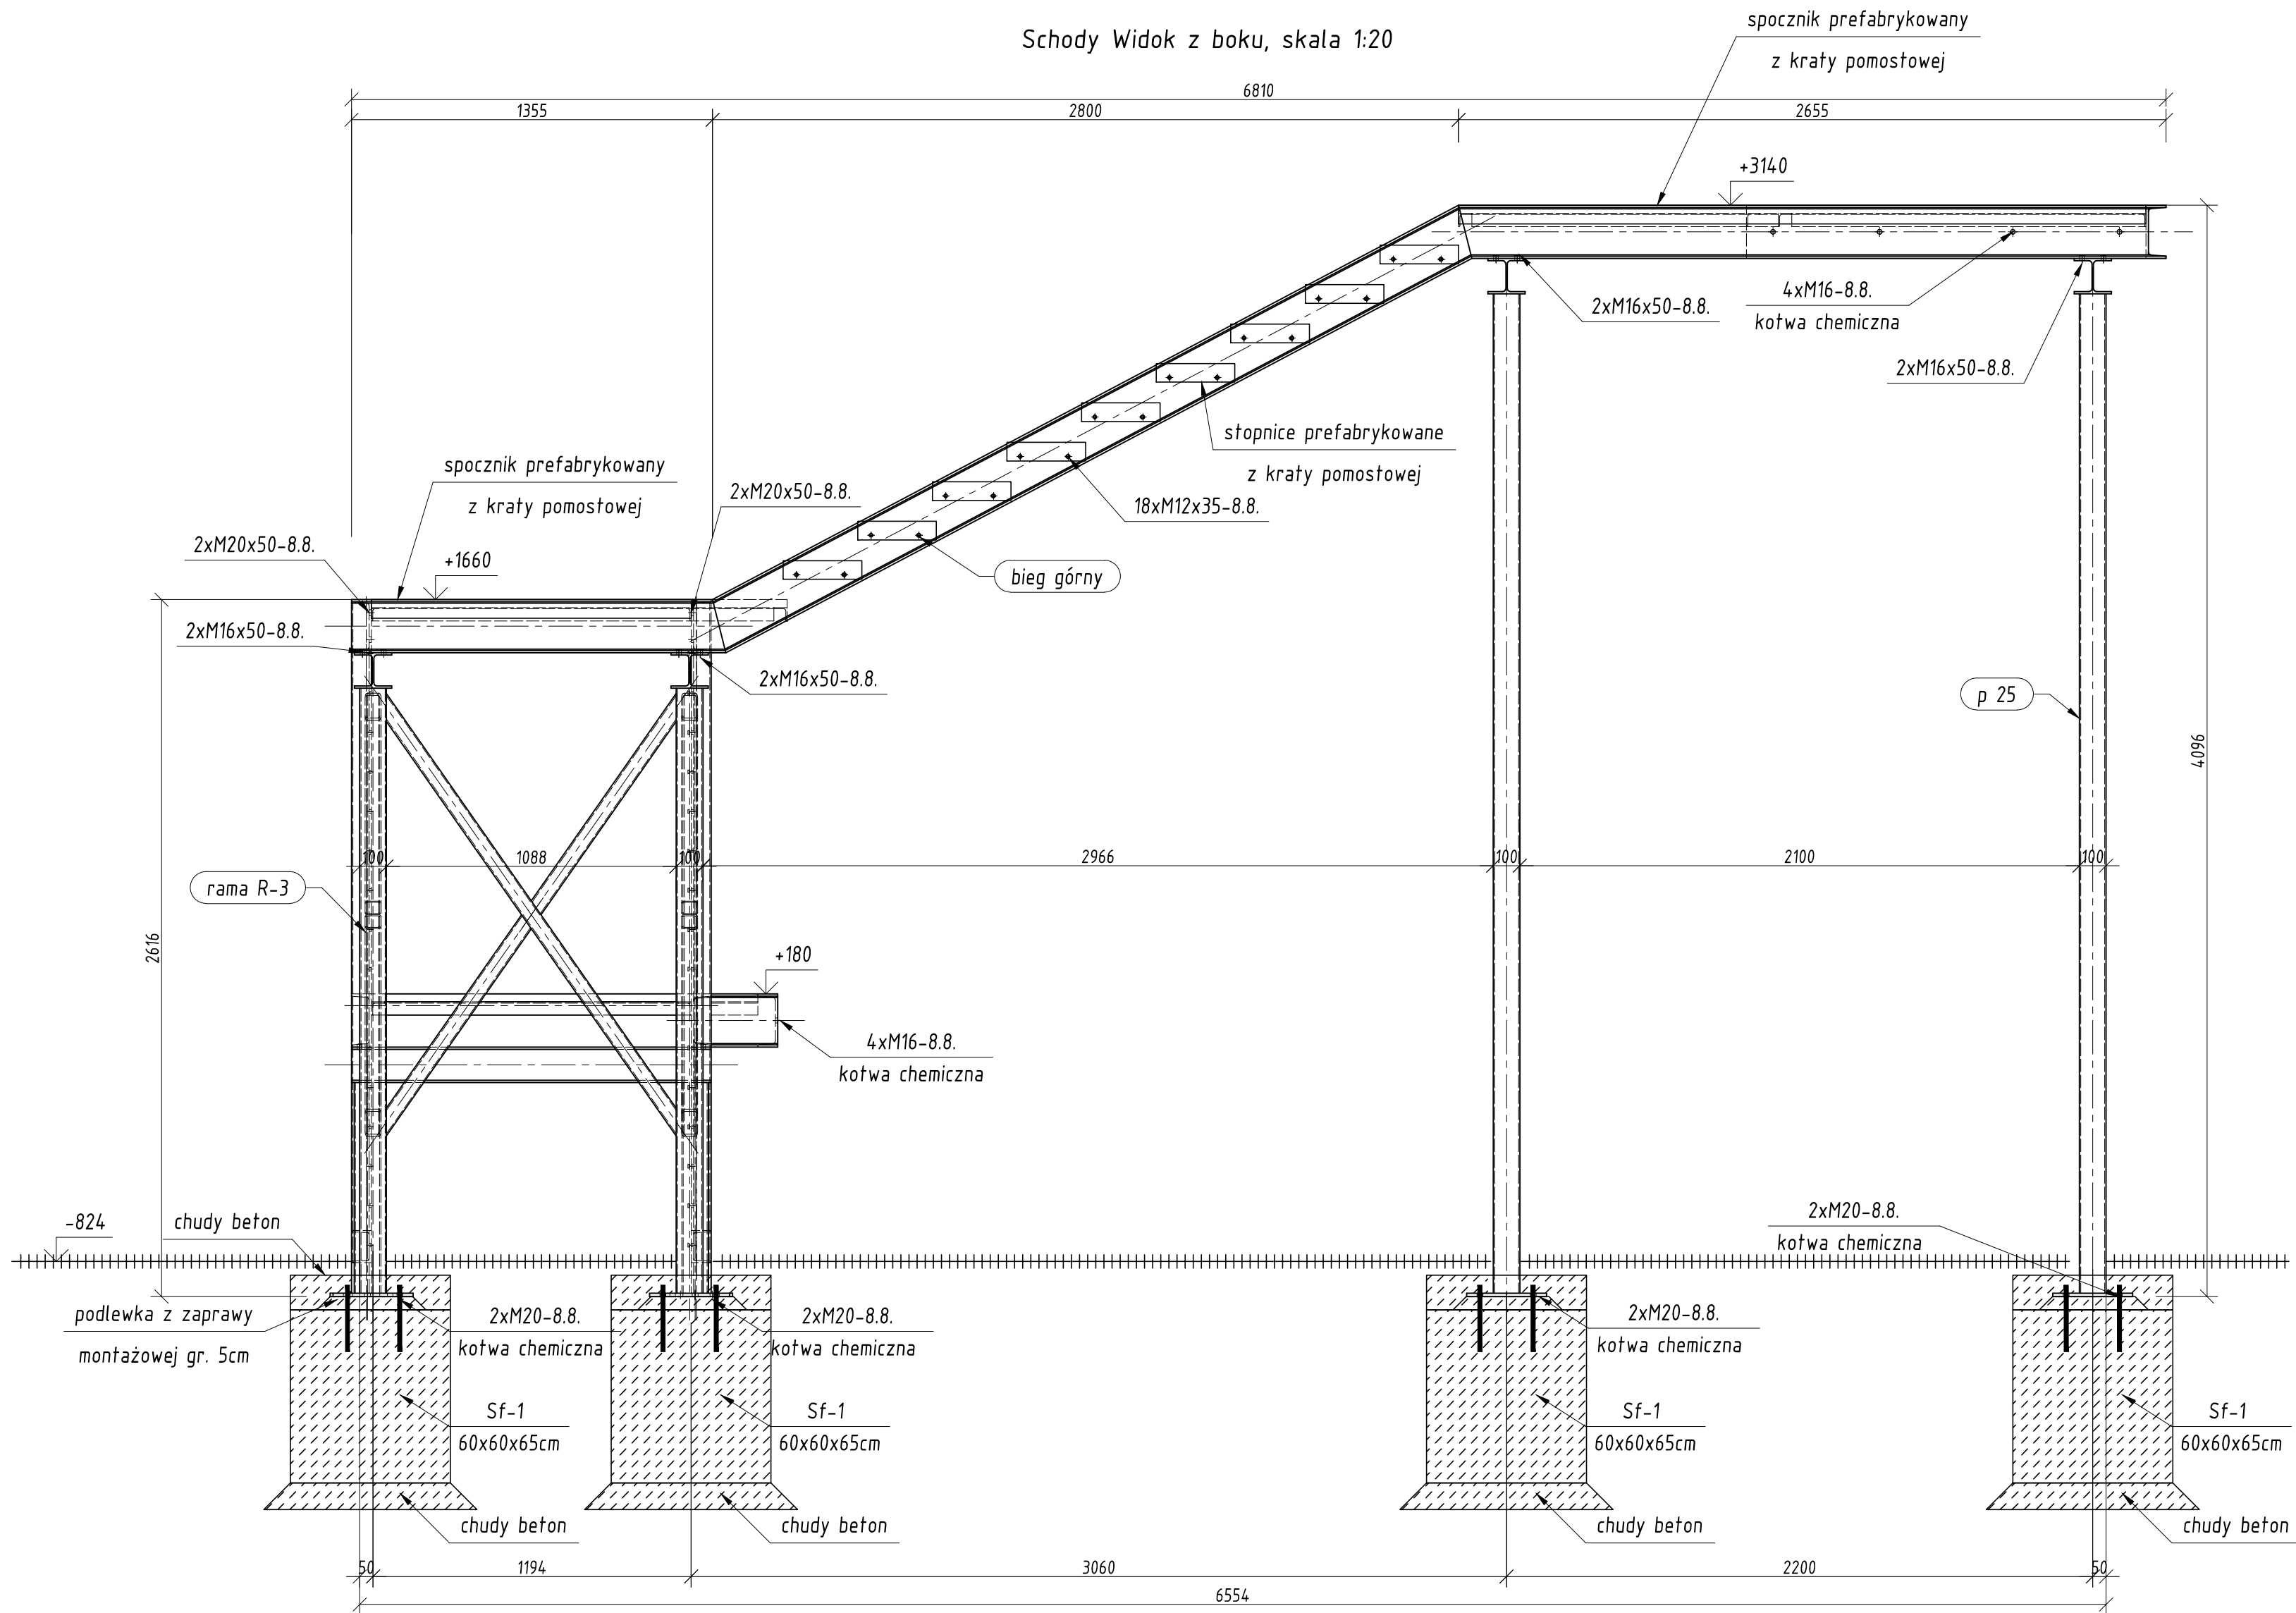 Schody Widok z boku, skala 1:20
spocznik prefabrykowany
z kraty pomostowej
6810
1355
2800
2655
+3140
2xM16x50-8.8.
4xM16-8.8.
kotwa chemiczna
2xM16x50-8.8.
stopnice prefabrykowane
z kraty pomostowej
18xM12x35-8.8.
bieg górny
spocznik prefabrykowany
z kraty pomostowej
2xM20x50-8.8.
2xM20x50-8.8.
+1660
2xM16x50-8.8.
2xM16x50-8.8.
p 25
4096
100
1088
100
2966
100
2100
100
rama R-3
2616
+180
4xM16-8.8.
kotwa chemiczna
-824
chudy beton
2xM20-8.8.
kotwa chemiczna
podlewka z zaprawy
montażowej gr. 5cm
2xM20-8.8.
kotwa chemiczna
2xM20-8.8.
kotwa chemiczna
2xM20-8.8.
kotwa chemiczna
Sf-1
60x60x65cm
Sf-1
60x60x65cm
Sf-1
60x60x65cm
Sf-1
60x60x65cm
chudy beton
chudy beton
chudy beton
chudy beton
50
1194
3060
2200
50
6554